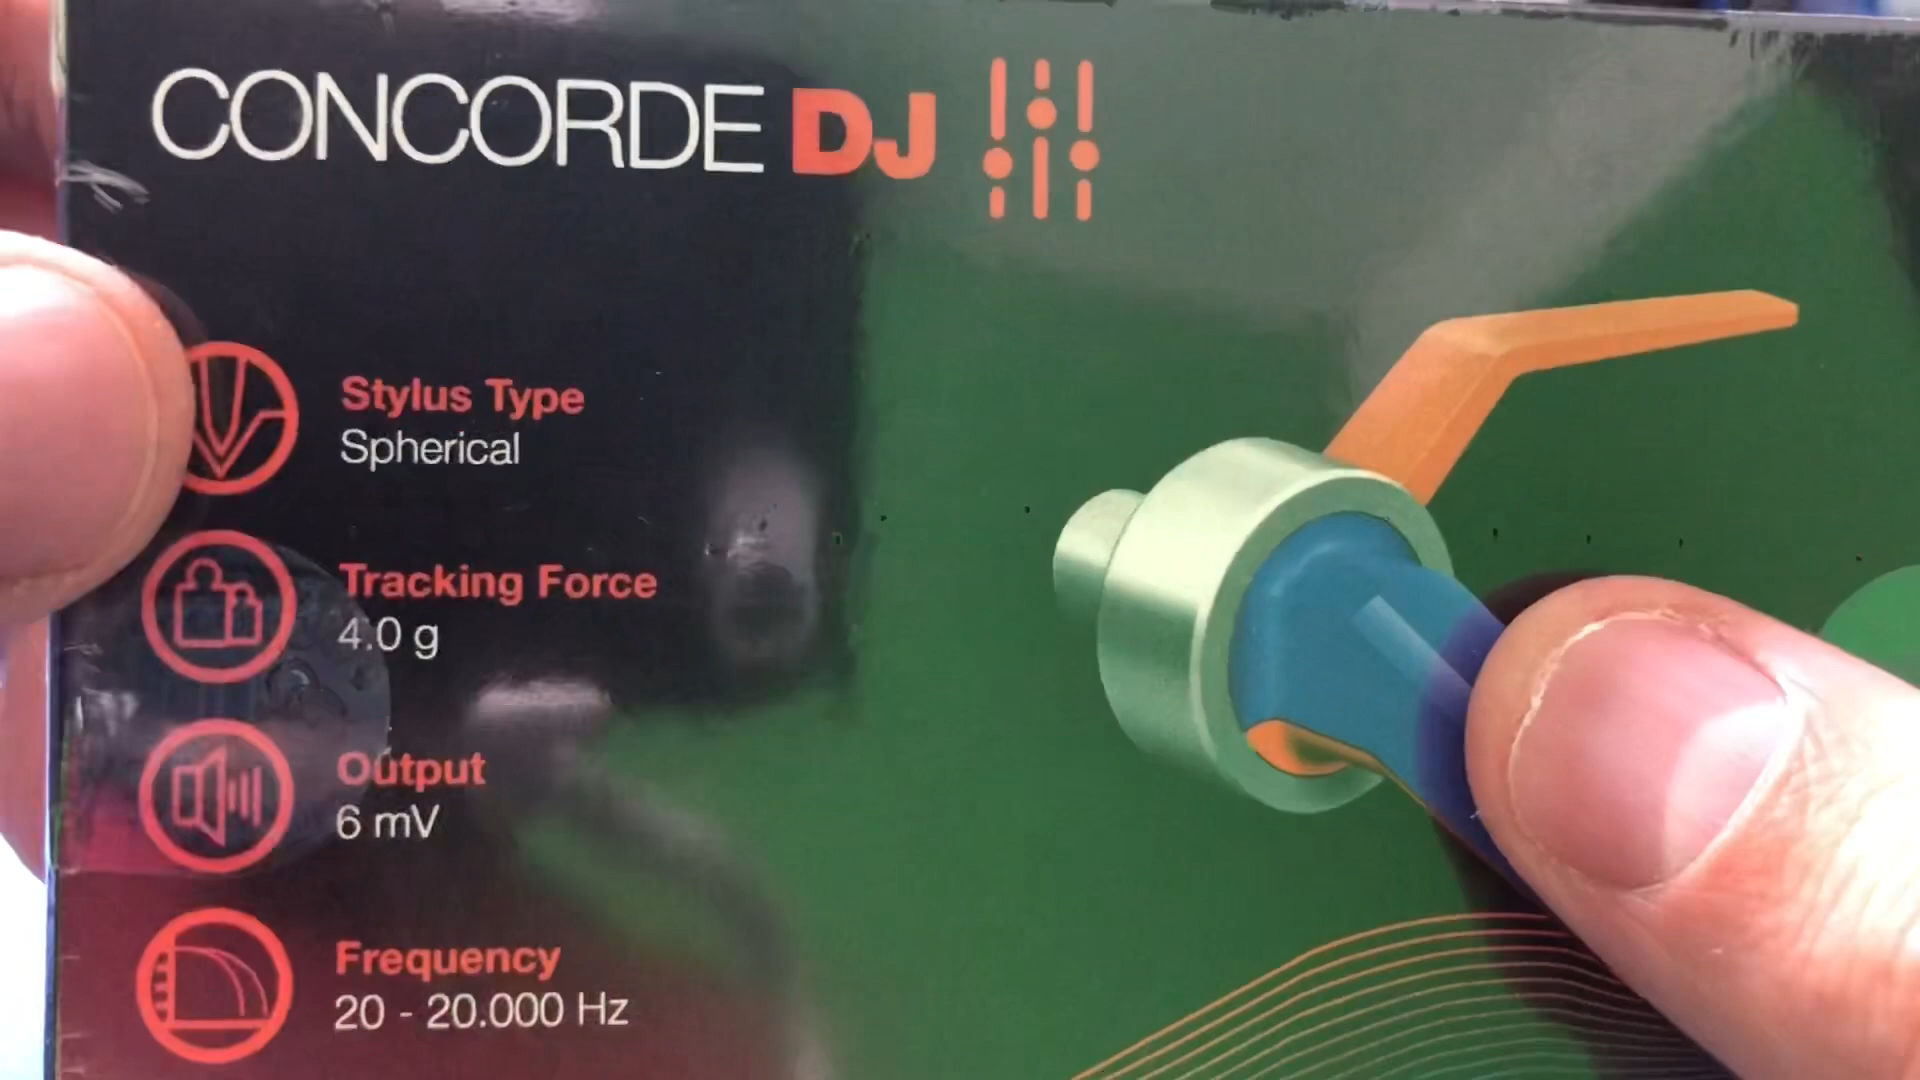 CONCORDE DJ
Stylus Type
Spherical
Tracking Force
4.0 g
Output
6 mV
Frequency
20 - 20.000 Hz